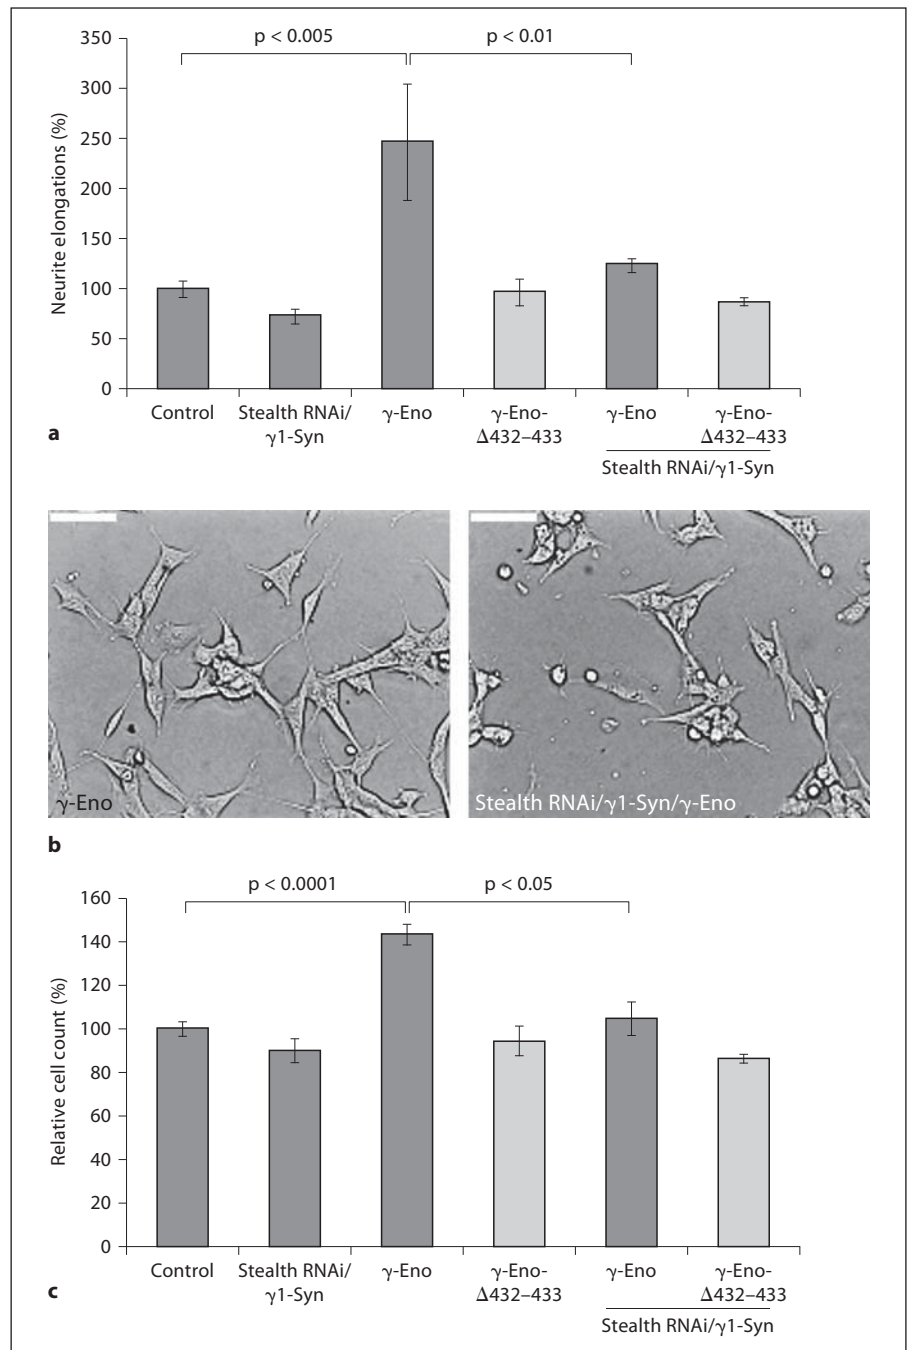 350
p < 0.005
p < 0.01
300
250
200
150
100
50
0
Neurite elongations (%)
Control
Stealth RNAi/
γ1-Syn
γ-Eno
γ-Eno-
Δ432–433
γ-Eno
γ-Eno-
Δ432–433
Stealth RNAi/γ1-Syn
a
γ-Eno
Stealth RNAi/γ1-Syn/γ-Eno
b
p < 0.0001
p < 0.05
160
140
120
100
80
60
40
20
0
Relative cell count (%)
Control
Stealth RNAi/
γ1-Syn
γ-Eno
γ-Eno-
Δ432–433
γ-Eno
γ-Eno-
Δ432–433
Stealth RNAi/γ1-Syn
c